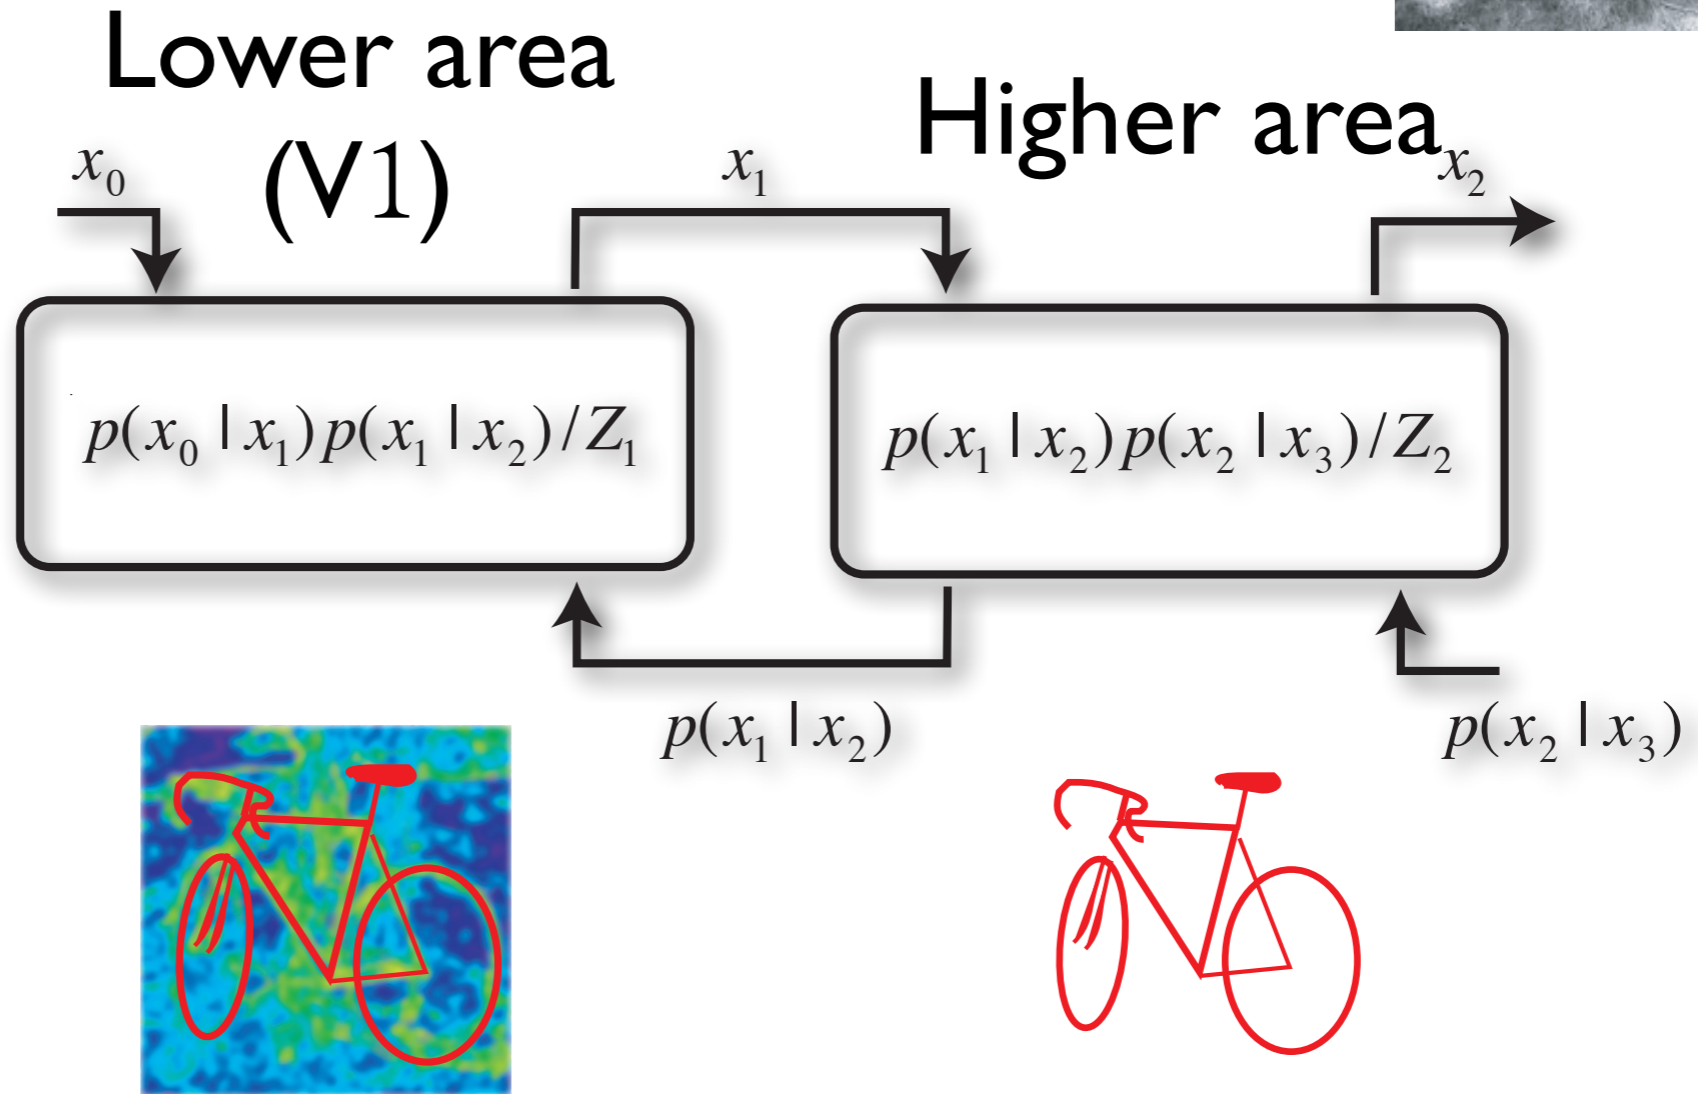 Lower area
(V1)
Higher area
x₀
x₁
x₂
p(x₀ | x₁)p(x₁ | x₂)/Z₁
p(x₁ | x₂)p(x₂ | x₃)/Z₂
p(x₁ | x₂)
p(x₂ | x₃)